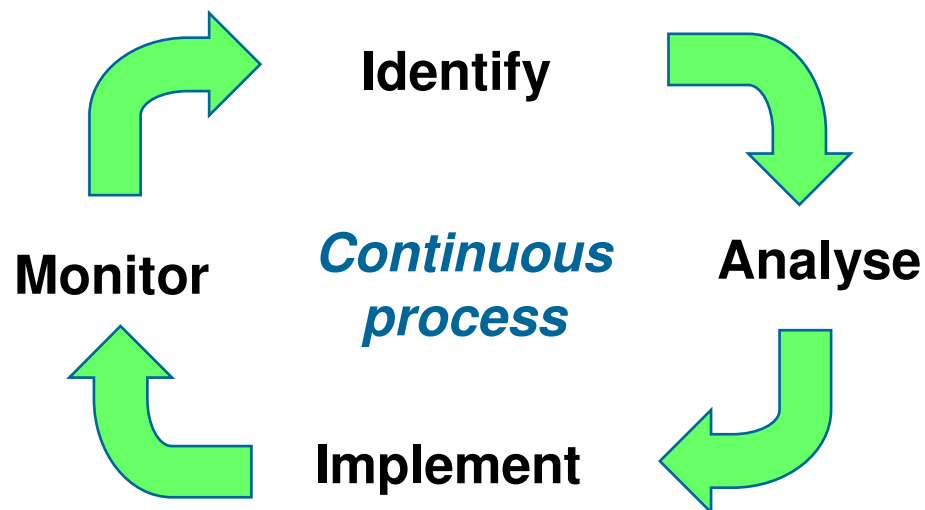 Identify
Analyse
Continuous
process
Monitor
Implement